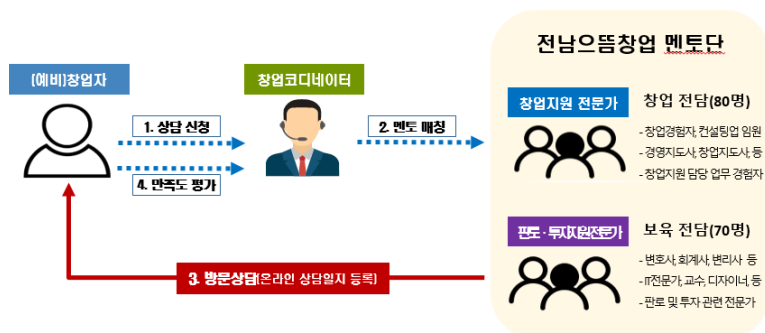 전남으뜸창업 멘토단
(예비)창업자
창업코디네이터
1. 상담 신청
2. 멘토 매칭
4. 만족도 평가
3. 방문상담(온라인 상담일지 등록)
창업지원 전문가
창업 전담(80명)
- 창업경험자, 컨설팅업 임원
- 경영지도사, 창업지도사, 등
- 창업지원 담당 업무 경험자
판로·투자지원전문가
보육 전담(70명)
- 변호사, 회계사, 변리사 등
- IT전문가, 교수, 디자이너, 등
- 판로 및 투자 관련 전문가